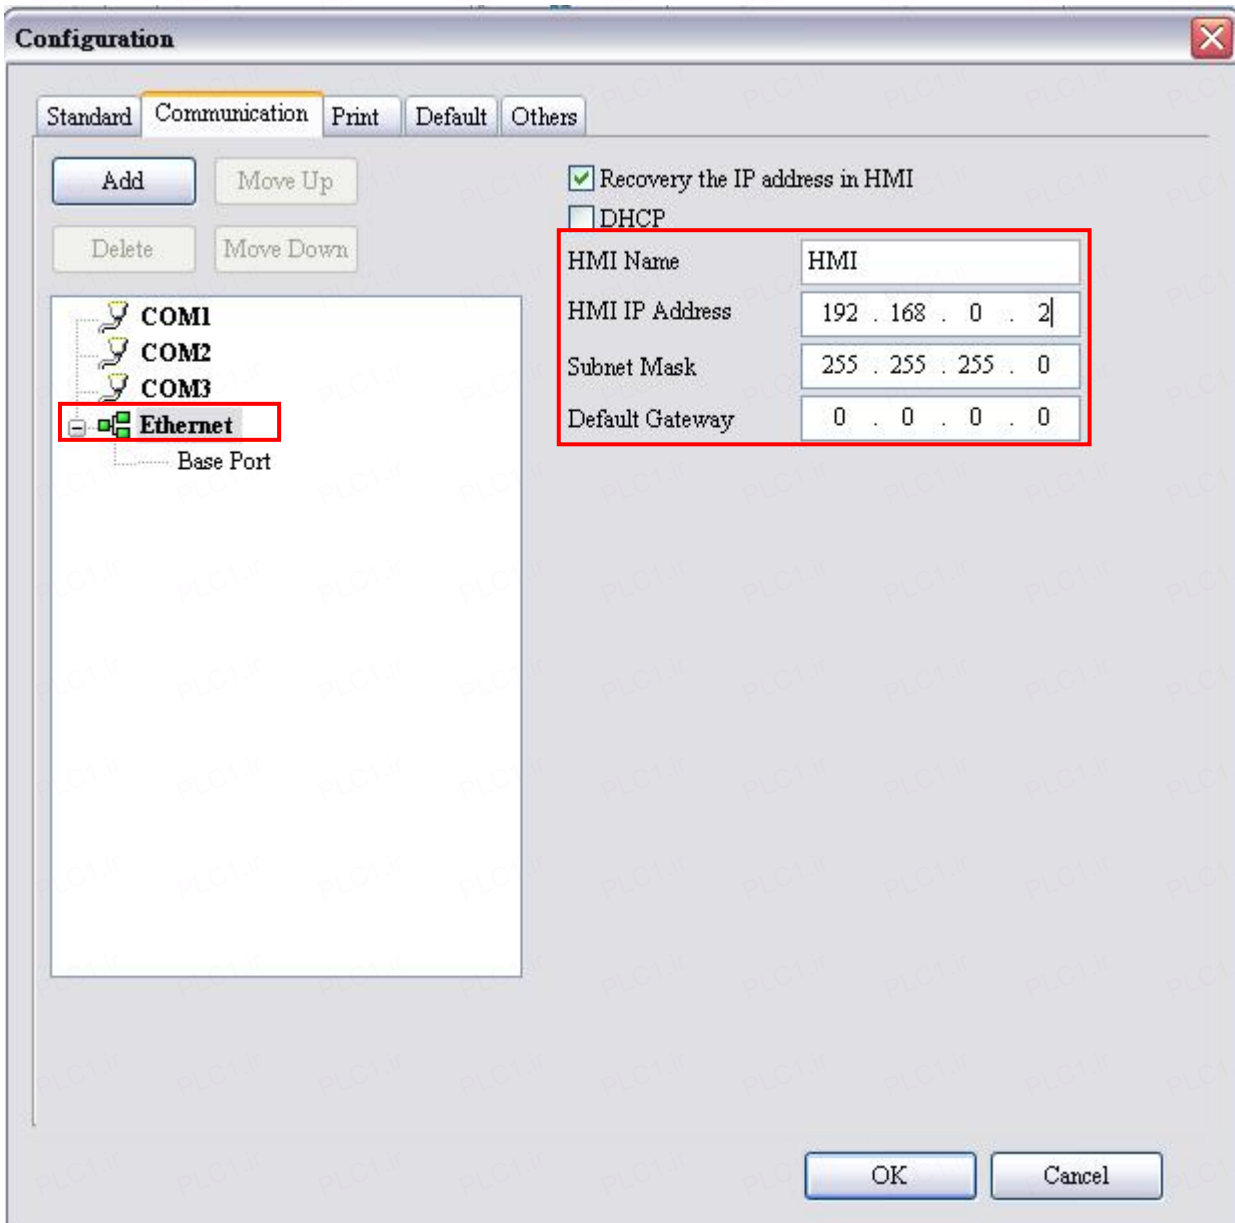 Configuration
Standard Communication Print Default Others
Add Move Up
Delete Move Down
COM1
COM2
COM3
Ethernet
Base Port
Recovery the IP address in HMI
DHCP
HMI Name HMI
HMI IP Address 192 . 168 . 0 . 2
Subnet Mask 255 . 255 . 255 . 0
Default Gateway 0 . 0 . 0 . 0
OK Cancel